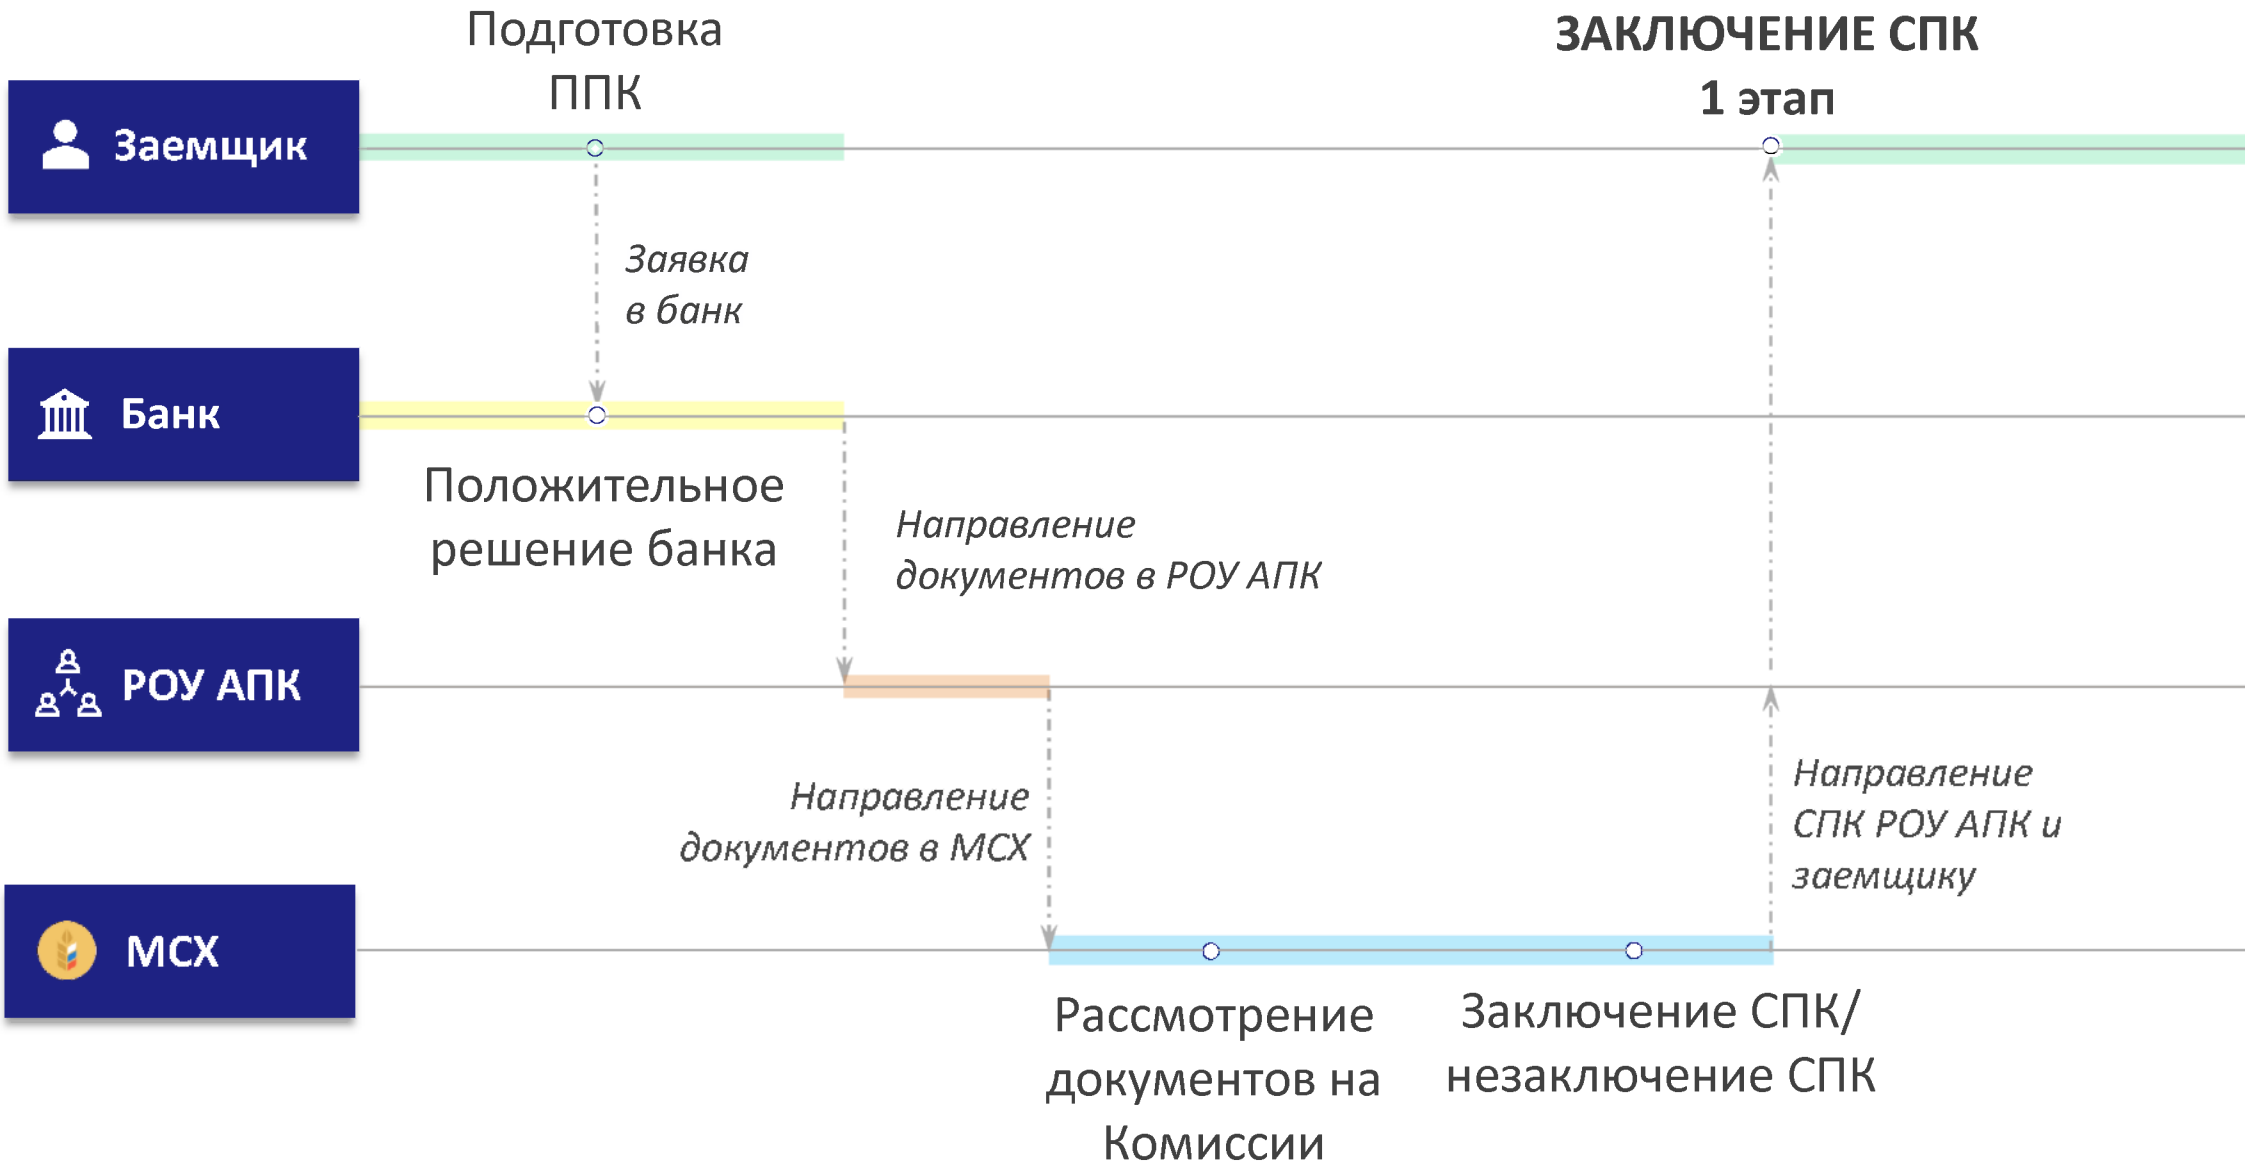 Подготовка
ППК
ЗАКЛЮЧЕНИЕ СПК
1 этап
Заемщик
Заявка
в банк
Банк
Положительное
решение банка
Направление
документов в РОУ АПК
РОУ АПК
Направление
документов в МСХ
Направление
СПК РОУ АПК и
заемщику
МСХ
Рассмотрение
документов на
Комиссии
Заключение СПК/
незаключение СПК